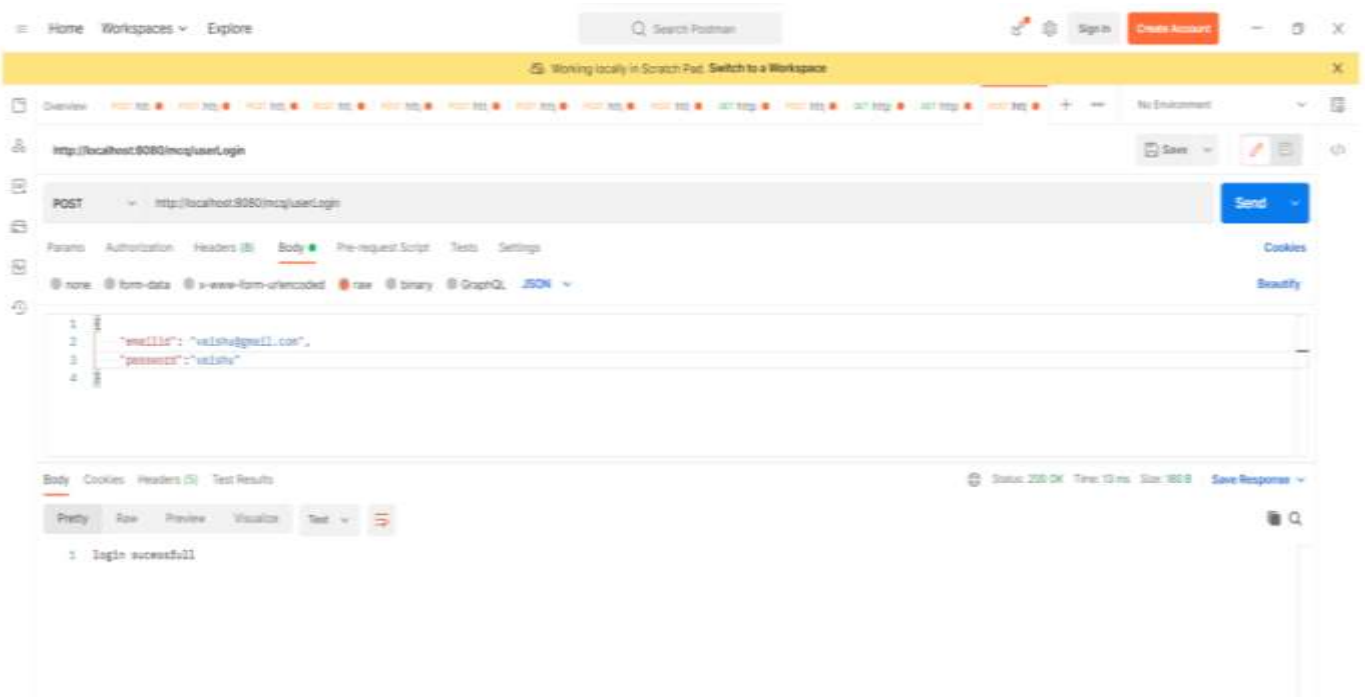 Home Workspaces Explore Search Postman Sign In Create Account
Working locally in Scratch Pad. Switch to a Workspace
Overview No Environment
http://localhost:8080/mcq/userLogin Save
POST http://localhost:8080/mcq/userLogin Send
Params Authorization Headers (8) Body Pre-request Script Tests Settings Cookies
none form-data x-www-form-urlencoded raw binary GraphQL JSON Beautify
1 {
2 "emailId": "vaishu@gmail.com",
3 "password":"vaishu"
4 }
Body Cookies Headers (5) Test Results Status: 200 OK Time: 13 ms Size: Save Response
Pretty Raw Preview Visualize Text
1 login sucessfull